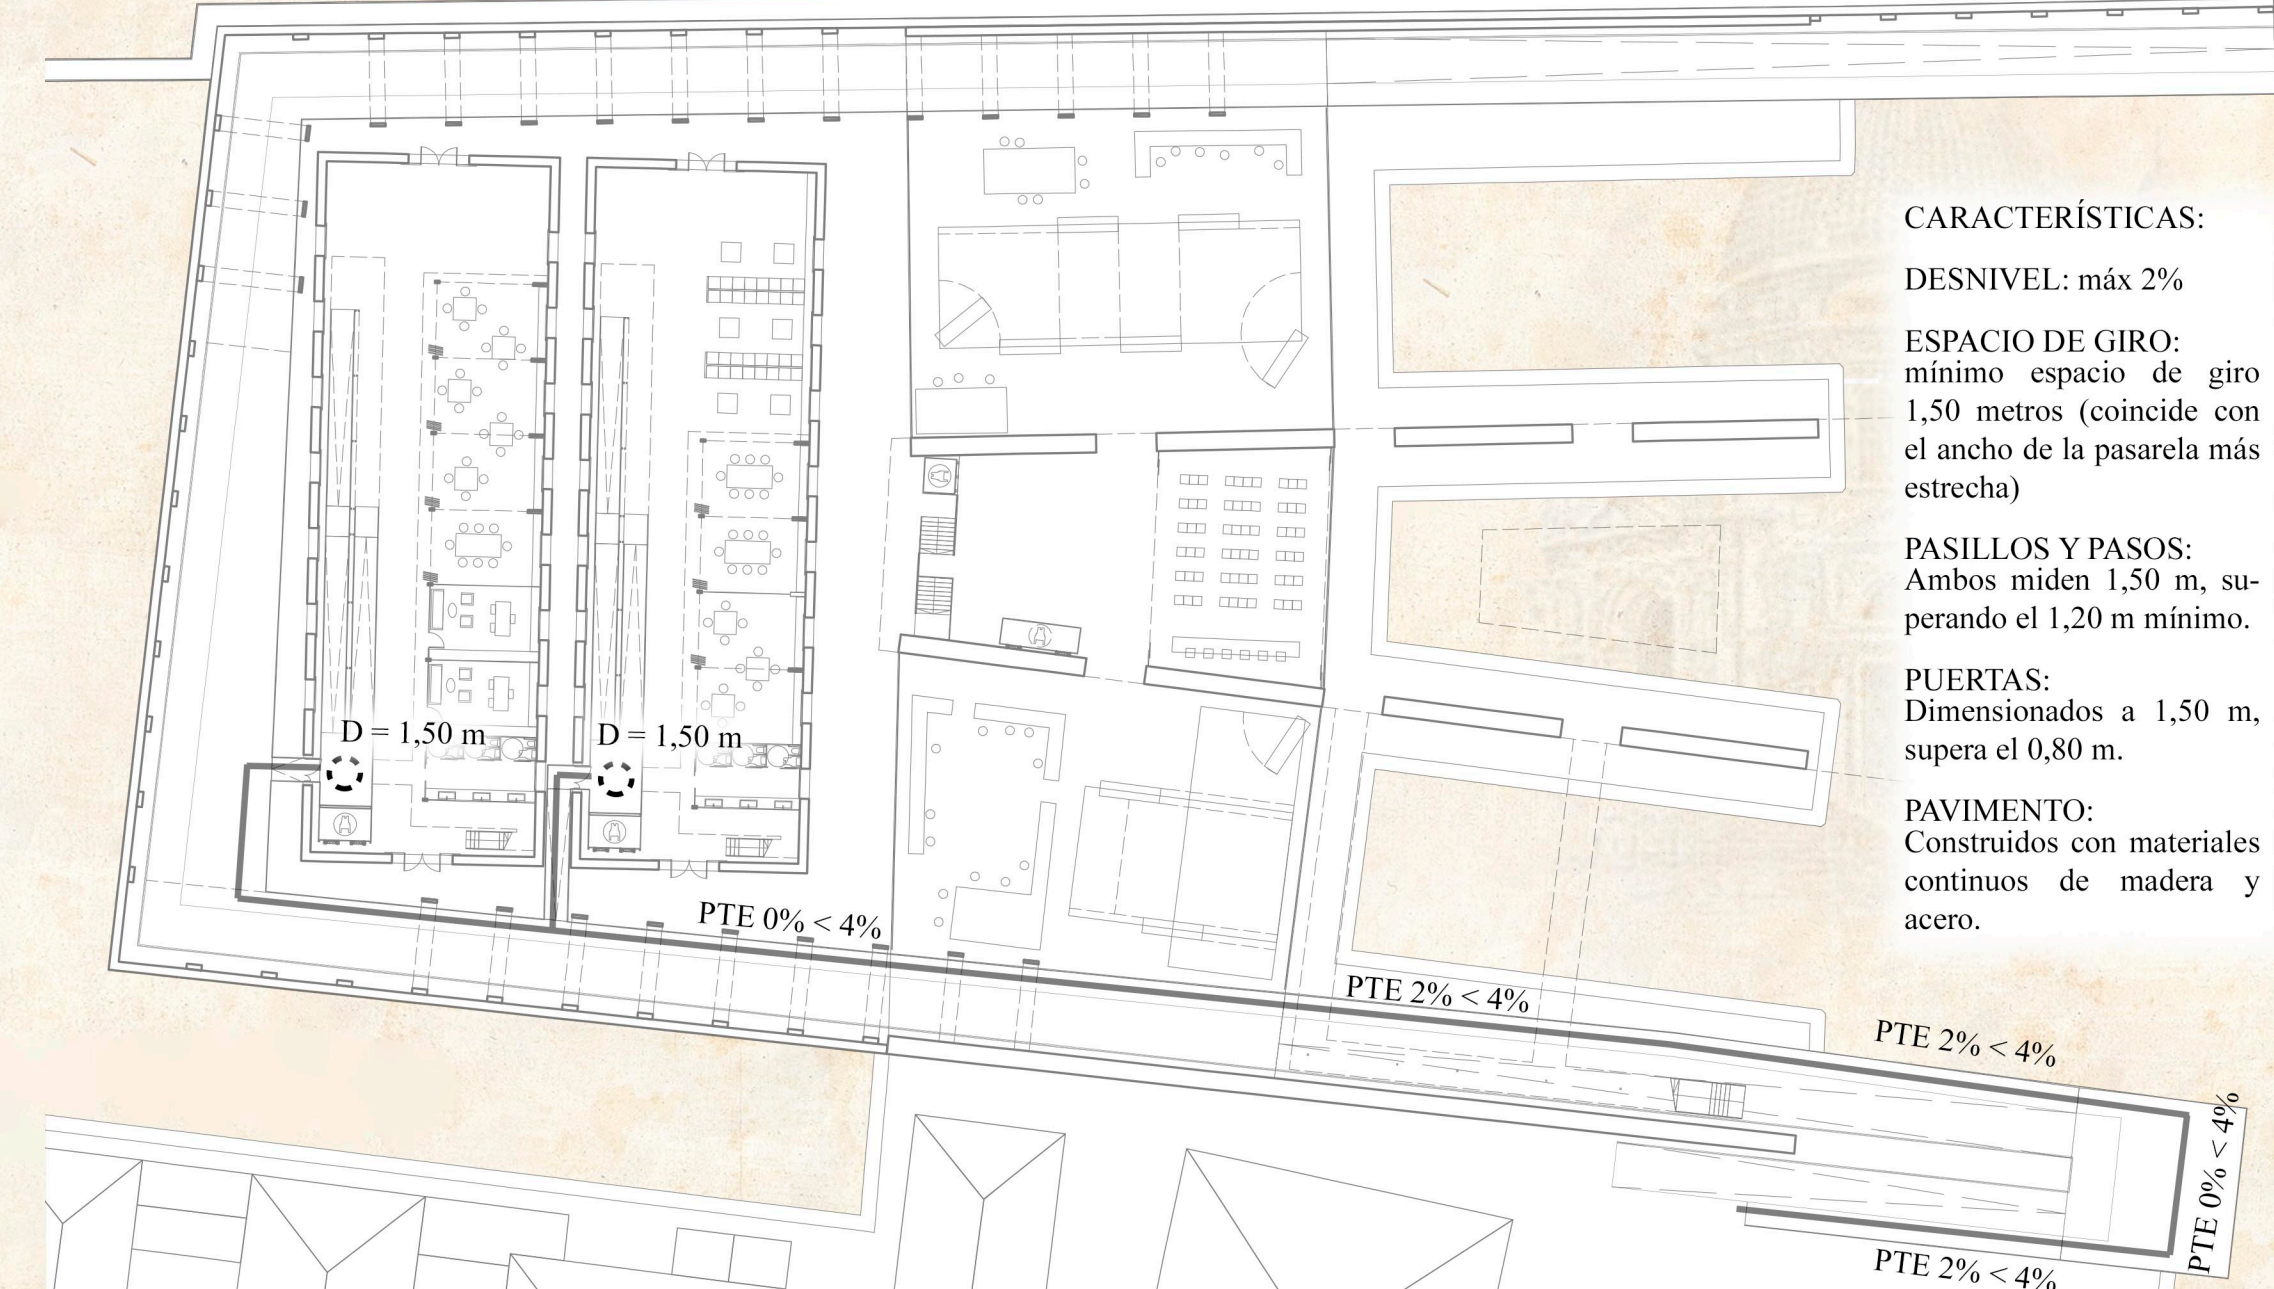 CARACTERÍSTICAS:
DESNIVEL: máx 2%
ESPACIO DE GIRO:
mínimo espacio de giro
1,50 metros (coincide con
el ancho de la pasarela más
estrecha)
PASILLOS Y PASOS:
Ambos miden 1,50 m, su-
perando el 1,20 m mínimo.
PUERTAS:
Dimensionados a 1,50 m,
supera el 0,80 m.
PAVIMENTO:
Construidos con materiales
continuos de madera y
acero.
D = 1,50 m
D = 1,50 m
PTE 0% < 4%
PTE 2% < 4%
PTE 2% < 4%
PTE 0% < 4%
PTE 2% < 4%